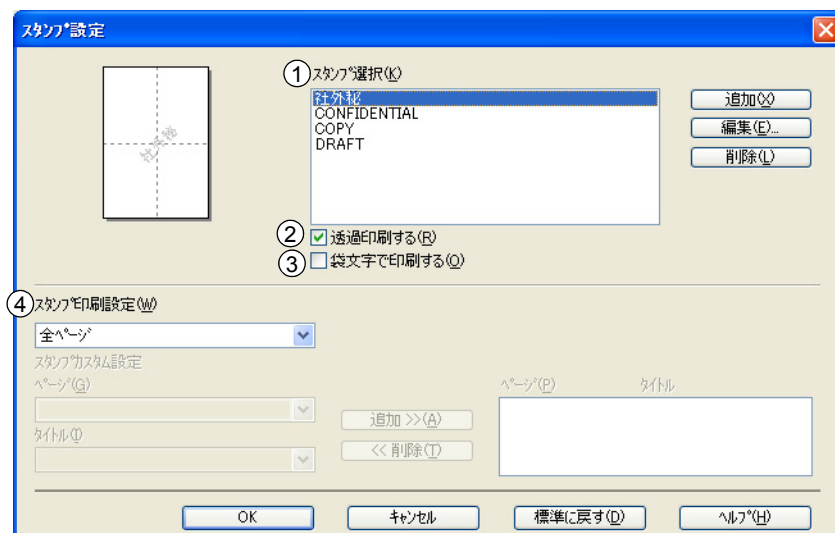 スタンプ設定
① スタンプ選択(K)
社外秘
CONFIDENTIAL
COPY
DRAFT
追加(X)
編集(E)...
削除(L)
社外秘
② 透過印刷する(R)
③ 袋文字で印刷する(O)
④ スタンプ印刷設定(W)
全ページ
スタンプカスタム設定
ページ(G)
タイトル(I)
追加 >>(A)
<< 削除(T)
ページ(P) タイトル
OK キャンセル 標準に戻す(D) ヘルプ(H)